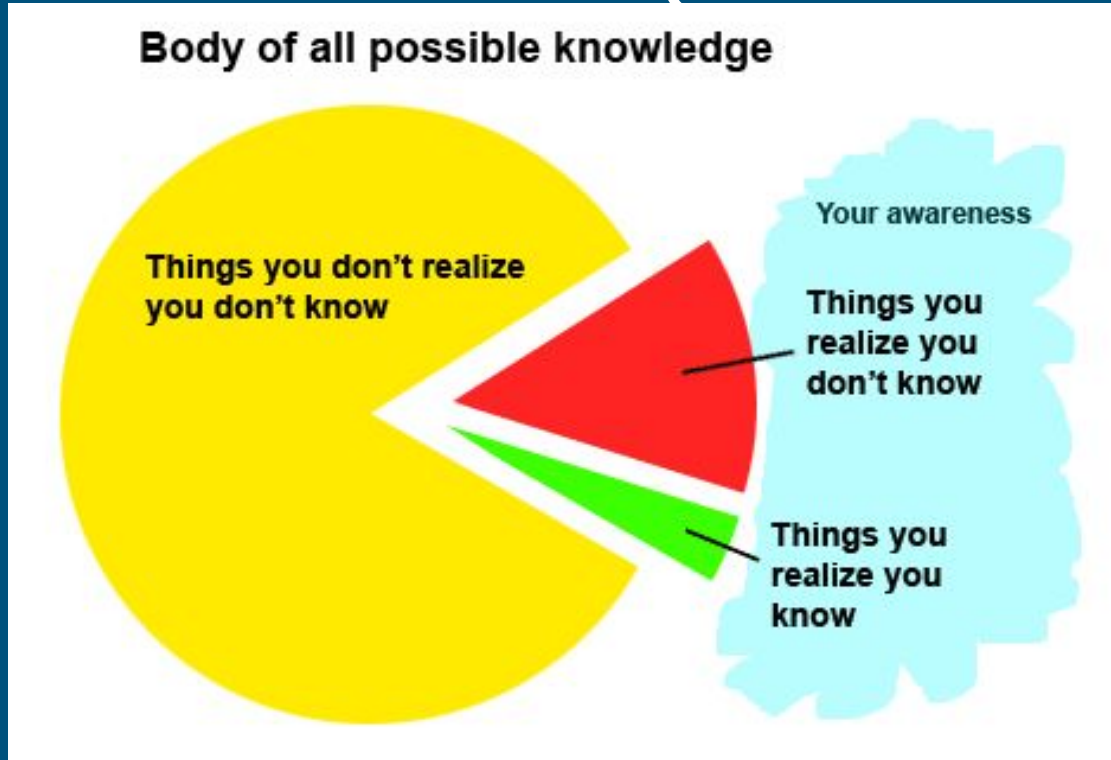 Body of all possible knowledge
Things you don't realize
you don't know
Your awareness
Things you
realize you
don't know
Things you
realize you
know